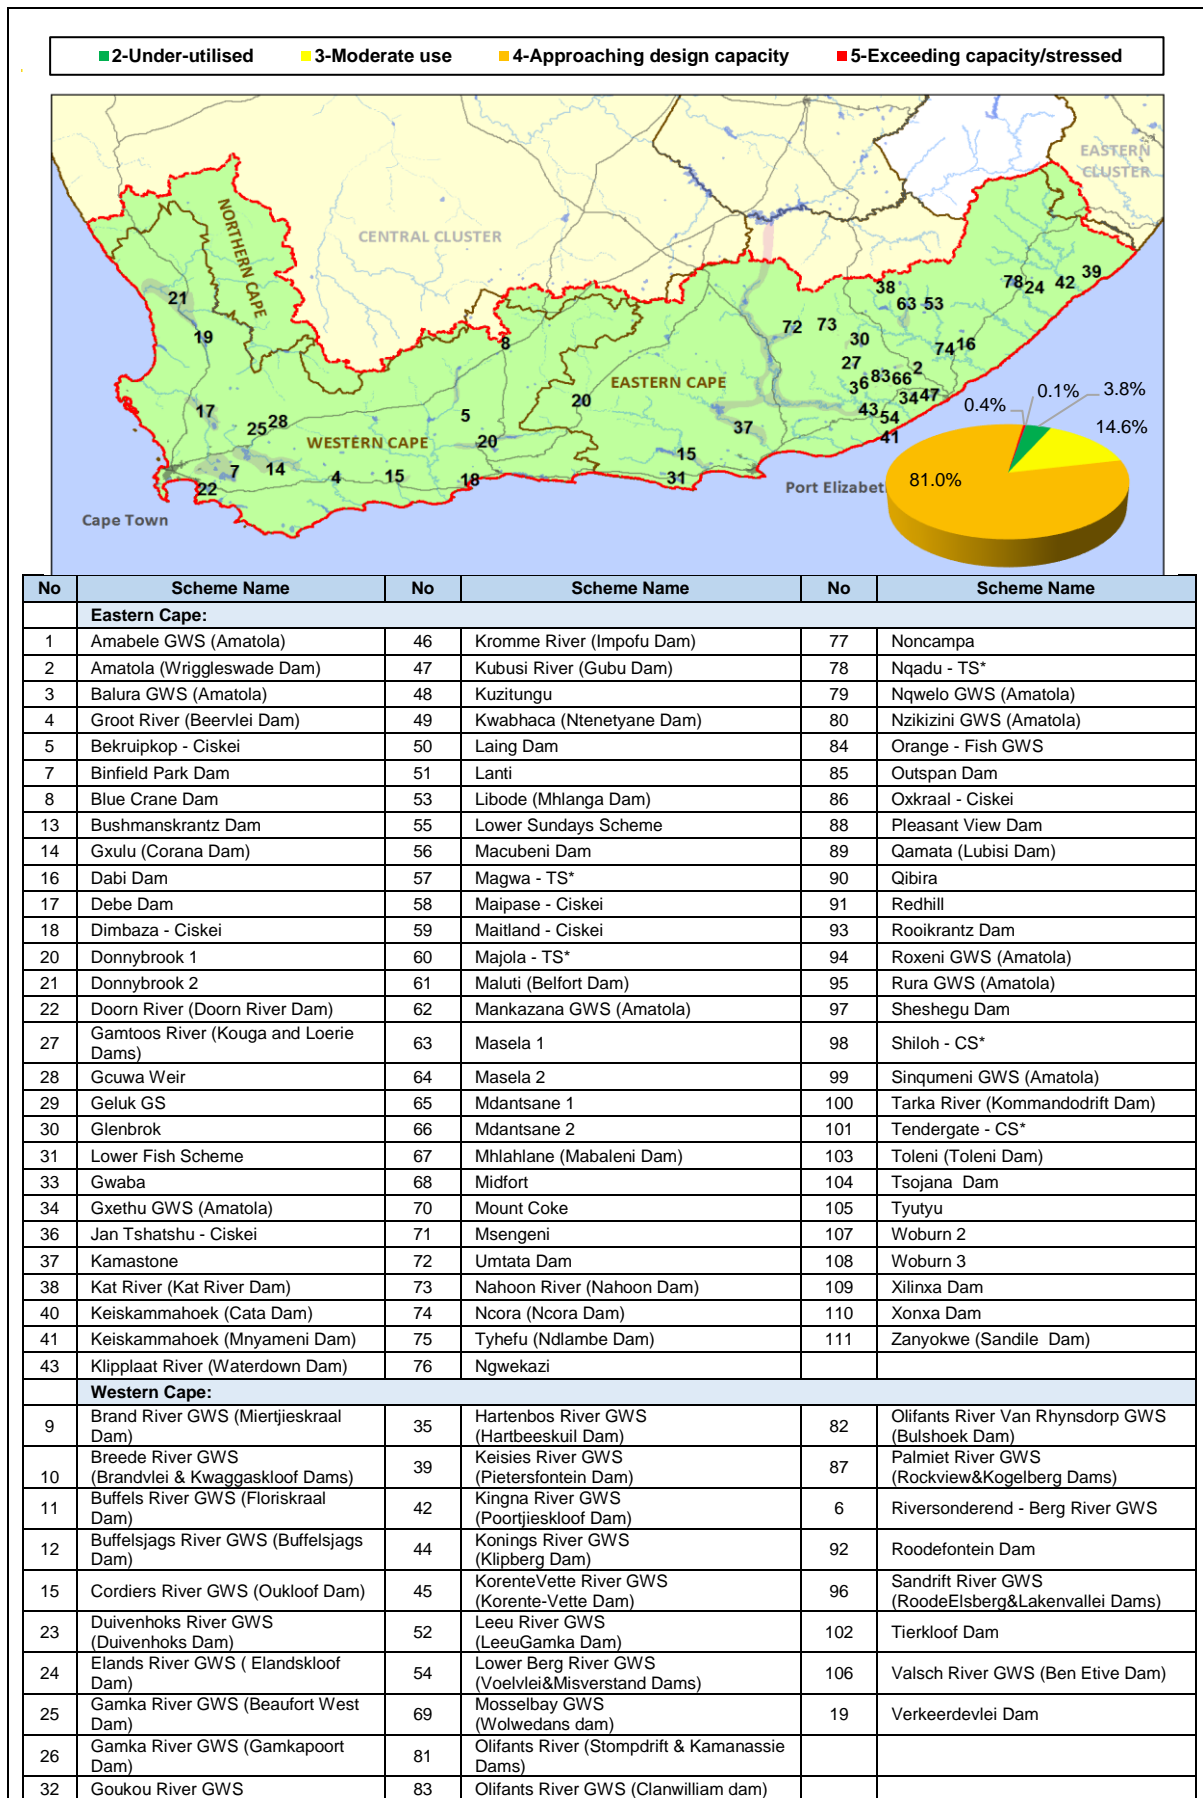 2-Under-utilised 3-Moderate use 4-Approaching design capacity 5-Exceeding capacity/stressed
EASTERN
CLUSTER
NORTHERN CAPE
CENTRAL CLUSTER
39
78 24 42
38
63 53
21
72 73
19
30
8
74 16
27
2
EASTERN CAPE
3 6 83 66
20
34 47
0.4% 0.1% 3.8%
17
5
43 54
28
25
37
14.6%
WESTERN CAPE
20
41
15
7 14
4 15
18
31
81.0%
22
Port Elizabet
Cape Town
No Scheme Name No Scheme Name No Scheme Name
Eastern Cape:
1 Amabele GWS (Amatola) 46 Kromme River (Impofu Dam) 77 Noncampa
2 Amatola (Wriggleswade Dam) 47 Kubusi River (Gubu Dam) 78 Nqadu - TS*
3 Balura GWS (Amatola) 48 Kuzitungu 79 Nqwelo GWS (Amatola)
4 Groot River (Beervlei Dam) 49 Kwabhaca (Ntenetyane Dam) 80 Nzikizini GWS (Amatola)
5 Bekruipkop - Ciskei 50 Laing Dam 84 Orange - Fish GWS
7 Binfield Park Dam 51 Lanti 85 Outspan Dam
8 Blue Crane Dam 53 Libode (Mhlanga Dam) 86 Oxkraal - Ciskei
13 Bushmanskrantz Dam 55 Lower Sundays Scheme 88 Pleasant View Dam
14 Gxulu (Corana Dam) 56 Macubeni Dam 89 Qamata (Lubisi Dam)
16 Dabi Dam 57 Magwa - TS* 90 Qibira
17 Debe Dam 58 Maipase - Ciskei 91 Redhill
18 Dimbaza - Ciskei 59 Maitland - Ciskei 93 Rooikrantz Dam
20 Donnybrook 1 60 Majola - TS* 94 Roxeni GWS (Amatola)
21 Donnybrook 2 61 Maluti (Belfort Dam) 95 Rura GWS (Amatola)
22 Doorn River (Doorn River Dam) 62 Mankazana GWS (Amatola) 97 Sheshegu Dam
27 Gamtoos River (Kouga and Loerie
Dams) 63 Masela 1 98 Shiloh - CS*
28 Gcuwa Weir 64 Masela 2 99 Sinqumeni GWS (Amatola)
29 Geluk GS 65 Mdantsane 1 100 Tarka River (Kommandodrift Dam)
30 Glenbrok 66 Mdantsane 2 101 Tendergate - CS*
31 Lower Fish Scheme 67 Mhlahlane (Mabaleni Dam) 103 Toleni (Toleni Dam)
33 Gwaba 68 Midfort 104 Tsojana Dam
34 Gxethu GWS (Amatola) 70 Mount Coke 105 Tyutyu
36 Jan Tshatshu - Ciskei 71 Msengeni 107 Woburn 2
37 Kamastone 72 Umtata Dam 108 Woburn 3
38 Kat River (Kat River Dam) 73 Nahoon River (Nahoon Dam) 109 Xilinxa Dam
40 Keiskammahoek (Cata Dam) 74 Ncora (Ncora Dam) 110 Xonxa Dam
41 Keiskammahoek (Mnyameni Dam) 75 Tyhefu (Ndlambe Dam) 111 Zanyokwe (Sandile Dam)
43 Klipplaat River (Waterdown Dam) 76 Ngwekazi
Western Cape:
9 Brand River GWS (Miertjieskraal
Dam) 35 Hartenbos River GWS
(Hartbeeskuil Dam) 82 Olifants River Van Rhynsdorp GWS
(Bulshoek Dam)
10 Breede River GWS
(Brandvlei & Kwaggaskloof Dams) 39 Keisies River GWS
(Pietersfontein Dam) 87 Palmiet River GWS
(Rockview&Kogelberg Dams)
11 Buffels River GWS (Floriskraal
Dam) 42 Kingna River GWS
(Poortjieskloof Dam) 6 Riversonderend - Berg River GWS
12 Buffelsjags River GWS (Buffelsjags
Dam) 44 Konings River GWS
(Klipberg Dam) 92 Roodefontein Dam
15 Cordiers River GWS (Oukloof Dam) 45 KorenteVette River GWS
(Korente-Vette Dam) 96 Sandrift River GWS
(RoodeElsberg&Lakenvallei Dams)
23 Duivenhoks River GWS
(Duivenhoks Dam) 52 Leeu River GWS
(LeeuGamka Dam) 102 Tierkloof Dam
24 Elands River GWS ( Elandskloof
Dam) 54 Lower Berg River GWS
(Voelvlei&Misverstand Dams) 106 Valsch River GWS (Ben Etive Dam)
25 Gamka River GWS (Beaufort West
Dam) 69 Mosselbay GWS
(Wolwedans dam) 19 Verkeerdevlei Dam
26 Gamka River GWS (Gamkapoort
Dam) 81 Olifants River (Stompdrift & Kamanassie
Dams)
32 Goukou River GWS 83 Olifants River GWS (Clanwilliam dam)